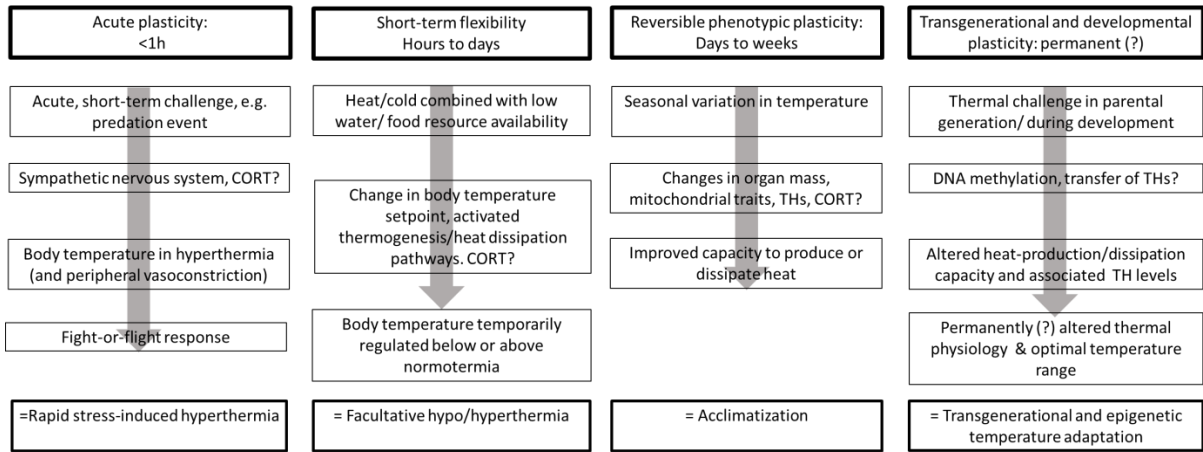 Acute plasticity:
<1h
Acute, short-term challenge, e.g.
predation event
Sympathetic nervous system, CORT?
Body temperature in hyperthermia
(and peripheral vasoconstriction)
Fight-or-flight response
=Rapid stress-induced hyperthermia
Short-term flexibility
Hours to days
Heat/cold combined with low
water/ food resource availability
Change in body temperature
setpoint, activated
thermogenesis/heat dissipation
pathways. CORT?
Body temperature temporarily
regulated below or above
normotermia
= Facultative hypo/hyperthermia
Reversible phenotypic plasticity:
Days to weeks
Seasonal variation in temperature
Changes in organ mass,
mitochondrial traits, THs, CORT?
Improved capacity to produce or
dissipate heat
= Acclimatization
Transgenerational and developmental
plasticity: permanent (?)
Thermal challenge in parental
generation/ during development
DNA methylation, transfer of THs?
Altered heat-production/dissipation
capacity and associated TH levels
Permanently (?) altered thermal
physiology & optimal temperature
range
= Transgenerational and epigenetic
temperature adaptation